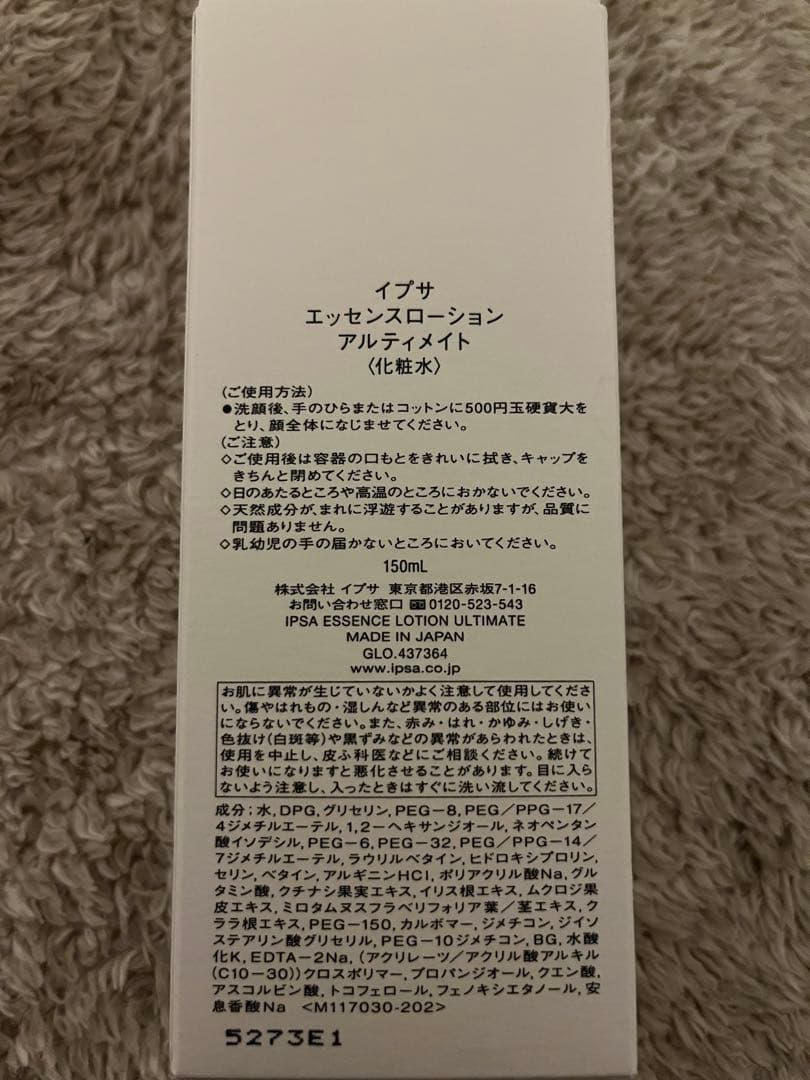 イプサ
エッセンスローション
アルティメイト
〈化粧水〉
(ご使用方法)
●洗顔後、手のひらまたはコットンに500円玉硬貨大を
とり、顔全体になじませてください。
(ご注意)
◇ご使用後は容器の口もとをきれいに拭き、キャップを
きちんと閉めてください。
◇日のあたるところや高温のところにおかないでください。
◇天然成分が、まれに浮遊することがありますが、品質に
問題ありません。
◇乳幼児の手の届かないところにおいてください。
150mL
株式会社 イプサ 東京都港区赤坂7-1-16
お問い合わせ窓口 0120-523-543
IPSA ESSENCE LOTION ULTIMATE
MADE IN JAPAN
GLO.437364
www.ipsa.co.jp
お肌に異常が生じていないかよく注意して使用してくださ
い。傷やはれもの・湿しんなど異常のある部位にはお使い
にならないでください。また、赤み・はれ・かゆみ・しげき・
色抜け(白斑等)や黒ずみなどの異常があらわれたときは、
使用を中止し、皮ふ科医などにご相談ください。続けて
お使いになりますと悪化させることがあります。目に入ら
ないよう注意し、入ったときはすぐに洗い流してください。
成分；水,DPG,グリセリン,PEG－8,PEG／PPG－17／
4ジメチルエーテル,1,2－ヘキサンジオール,ネオペンタン
酸イソデシル,PEG－6,PEG－32,PEG／PPG－14／
7ジメチルエーテル,ラウリルベタイン,ヒドロキシプロリン,
セリン,ベタイン,アルギニンHCl,ポリアクリル酸Na,グル
タミン酸,クチナシ果実エキス,イリス根エキス,ムクロジ果
皮エキス,ミロタムヌスフラベリフォリア葉／茎エキス,ク
ララ根エキス,PEG－150,カルボマー,ジメチコン,ジイソ
ステアリン酸グリセリル,PEG－10ジメチコン,BG,水酸
化K,EDTA－2Na,(アクリレーツ／アクリル酸アルキル
(C10－30))クロスポリマー,プロパンジオール,クエン酸,
アスコルビン酸,トコフェロール,フェノキシエタノール,安
息香酸Na <M117030-202>
5273E1